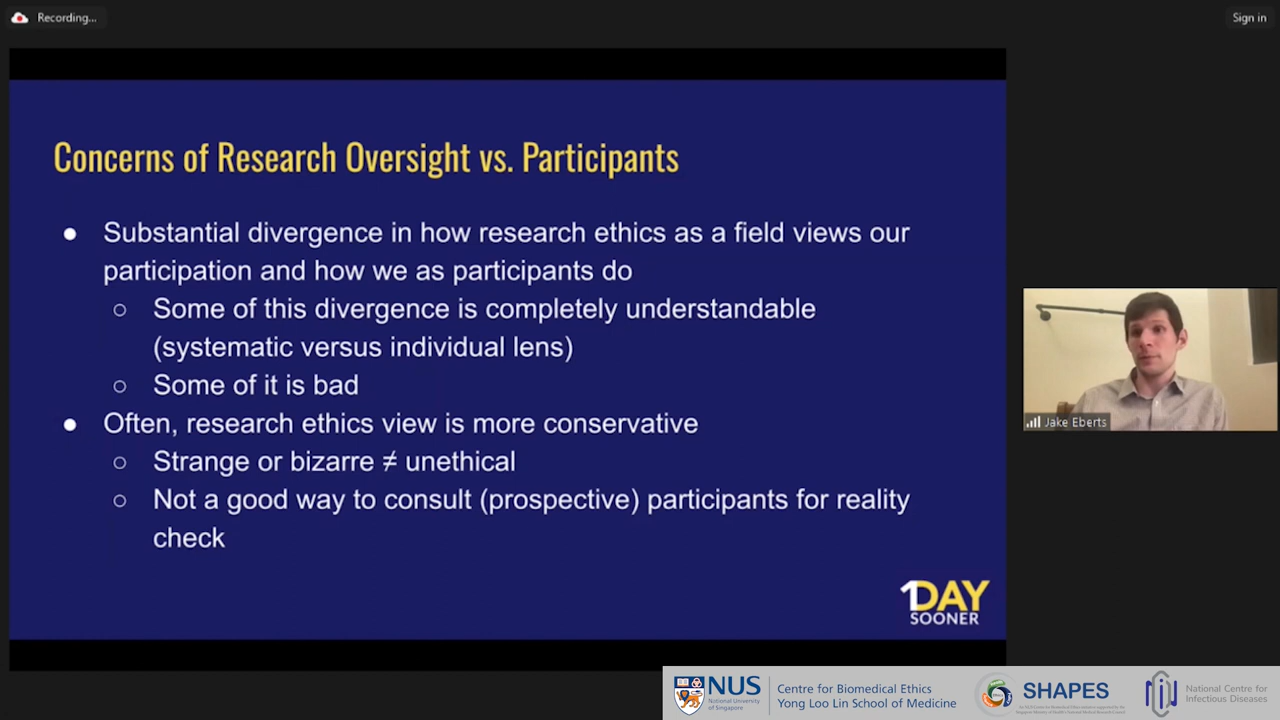 Recording...
Sign in
Concerns of Research Oversight vs. Participants
● Substantial divergence in how research ethics as a field views our
participation and how we as participants do
○ Some of this divergence is completely understandable
(systematic versus individual lens)
○ Some of it is bad
● Often, research ethics view is more conservative
○ Strange or bizarre ≠ unethical
○ Not a good way to consult (prospective) participants for reality
check
1DAY
SOONER
Jake Eberts
NUS
National University
of Singapore
Centre for Biomedical Ethics
Yong Loo Lin School of Medicine
SHAPES
National Centre for
Infectious Diseases